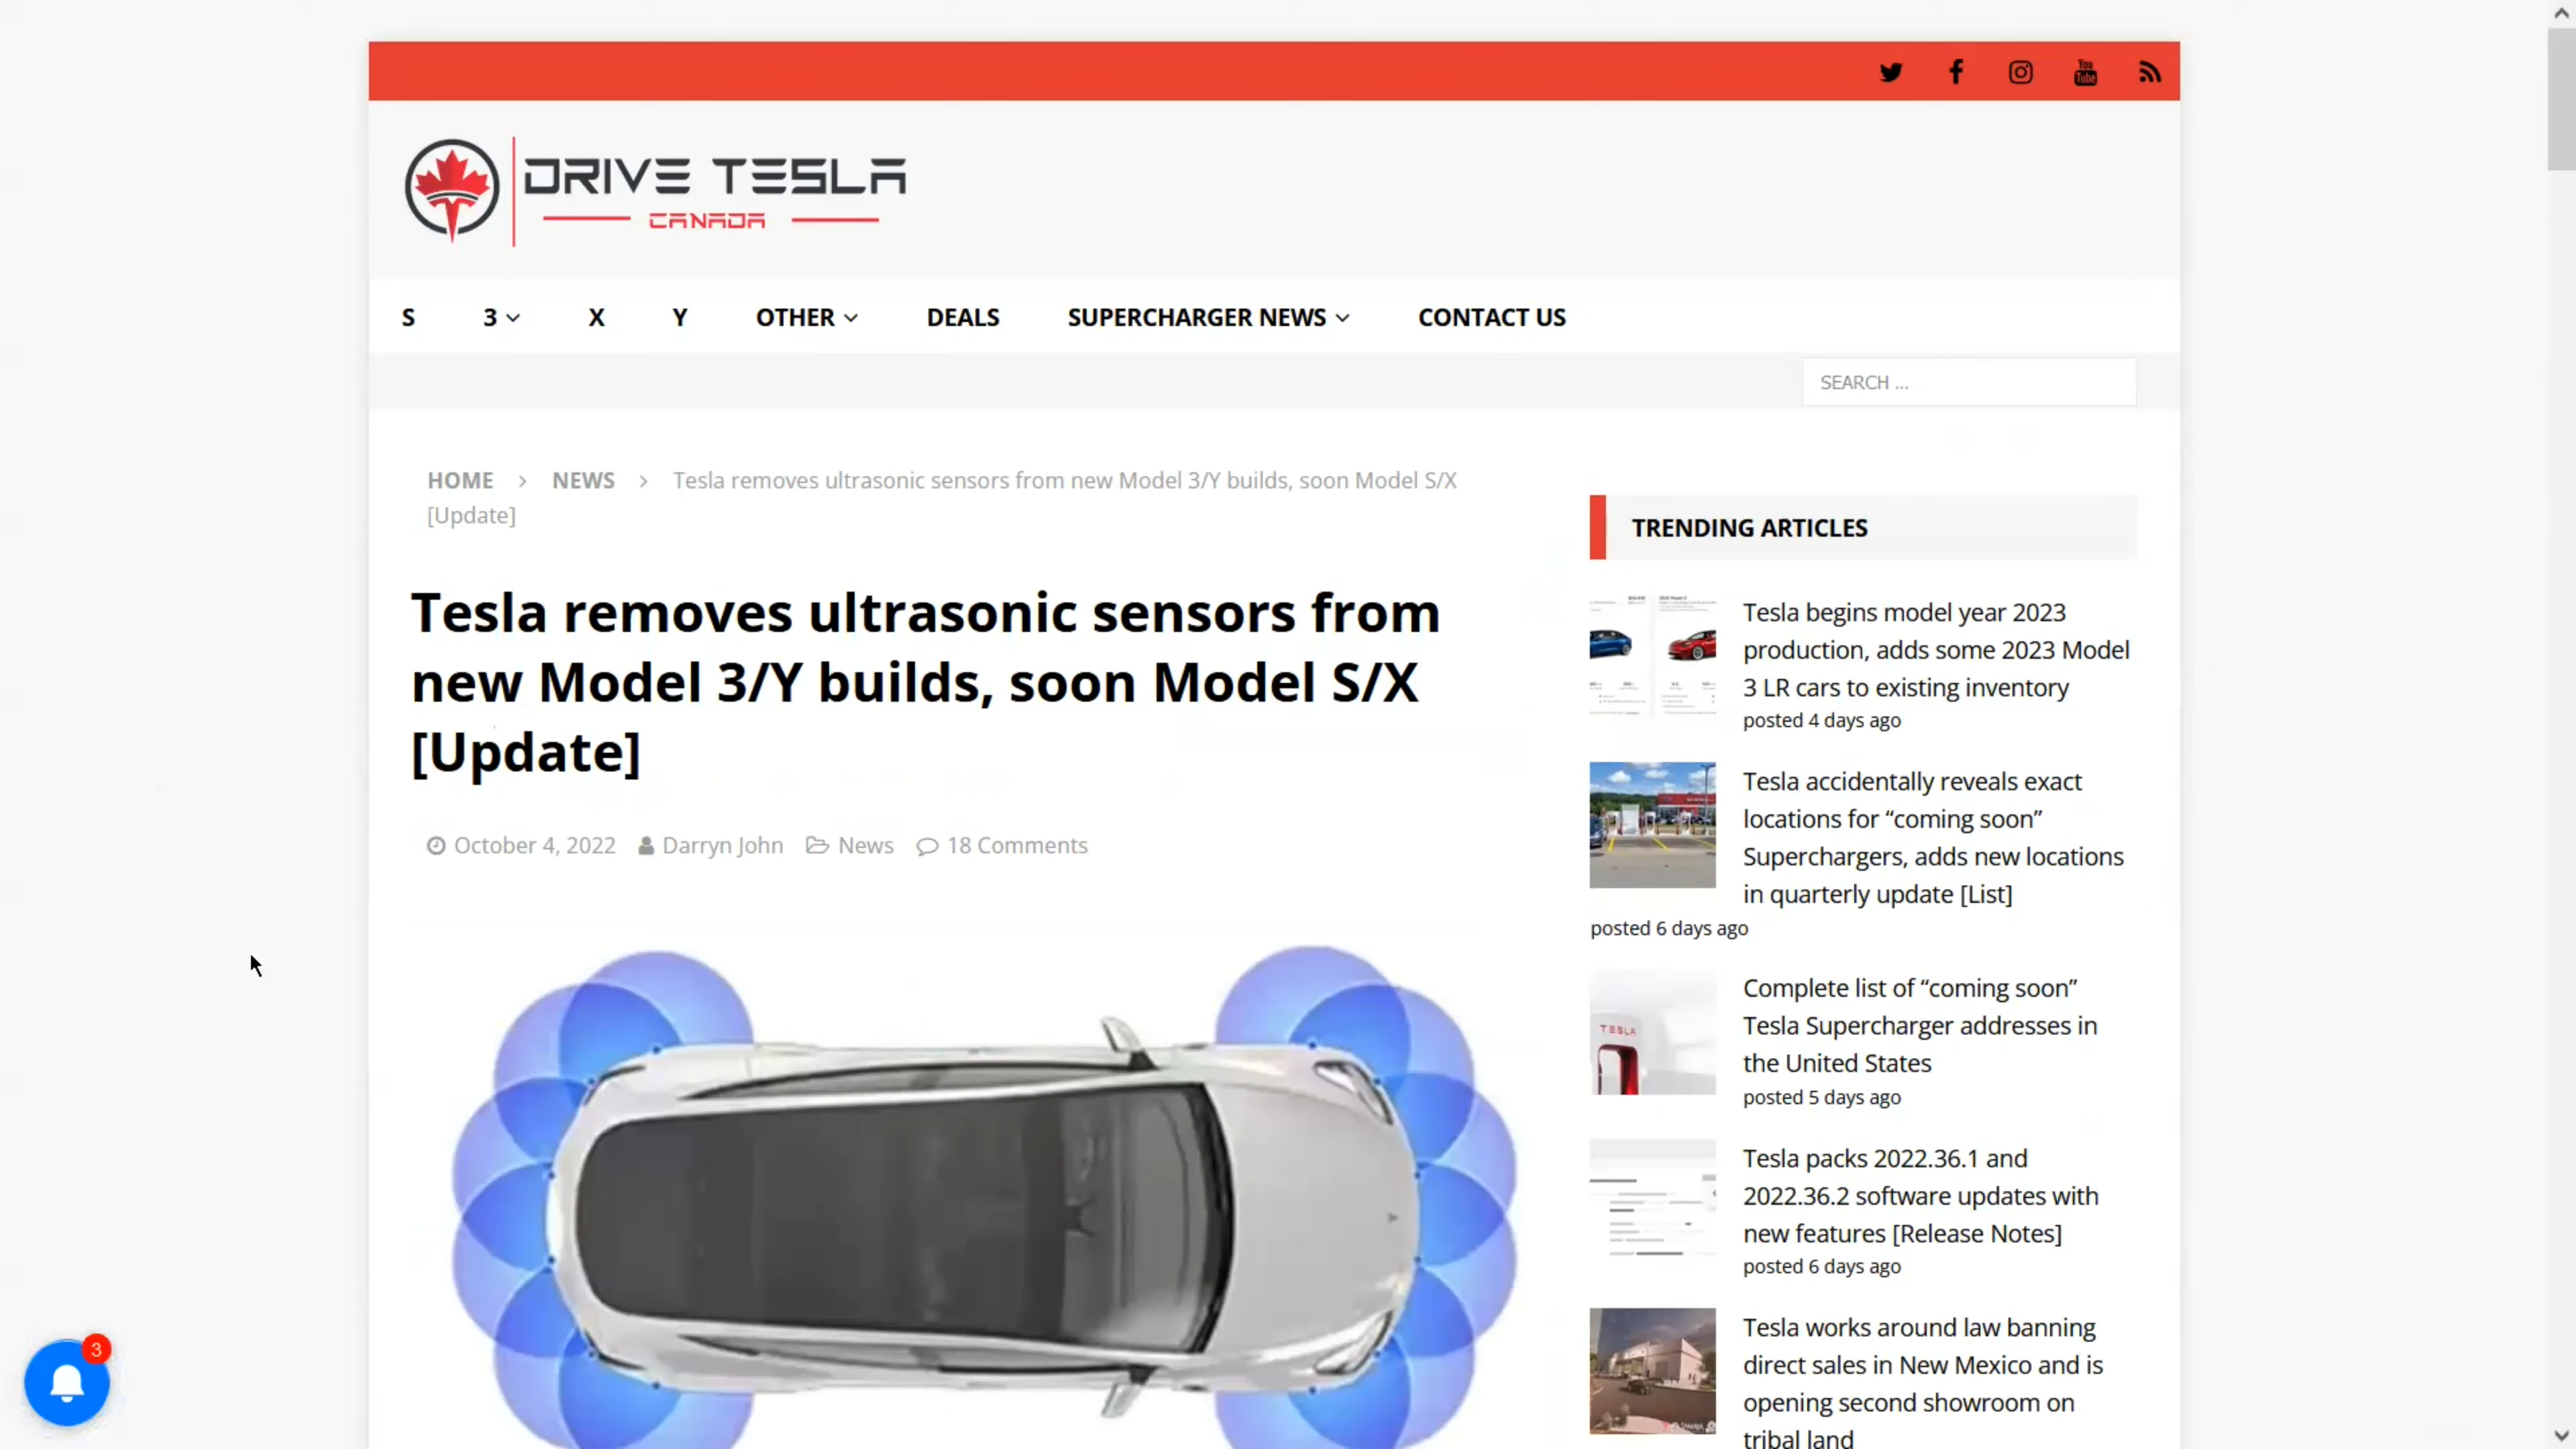 You
Tube
DRIVE TESLA
CANADA
S 3 X Y OTHER DEALS SUPERCHARGER NEWS CONTACT US
SEARCH ...
HOME > NEWS > Tesla removes ultrasonic sensors from new Model 3/Y builds, soon Model S/X
[Update]
Tesla removes ultrasonic sensors from
new Model 3/Y builds, soon Model S/X
[Update]
October 4, 2022 Darryn John News 18 Comments
TRENDING ARTICLES
Tesla begins model year 2023
production, adds some 2023 Model
3 LR cars to existing inventory
posted 4 days ago
Tesla accidentally reveals exact
locations for “coming soon”
Superchargers, adds new locations
in quarterly update [List]
posted 6 days ago
TESLA
Complete list of “coming soon”
Tesla Supercharger addresses in
the United States
posted 5 days ago
Tesla packs 2022.36.1 and
2022.36.2 software updates with
new features [Release Notes]
posted 6 days ago
Tesla works around law banning
direct sales in New Mexico and is
opening second showroom on
tribal land
3